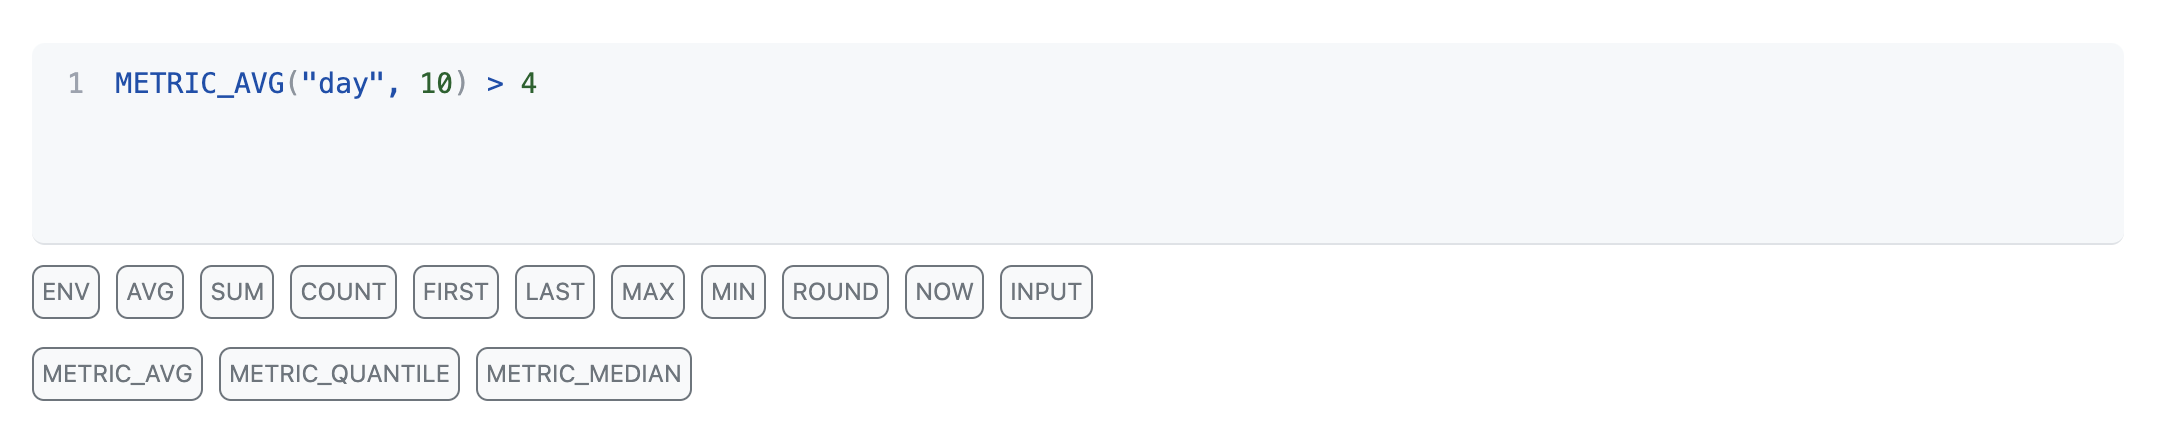 1 METRIC_AVG("day", 10) > 4
ENV AVG SUM COUNT FIRST LAST MAX MIN ROUND NOW INPUT
METRIC_AVG METRIC_QUANTILE METRIC_MEDIAN